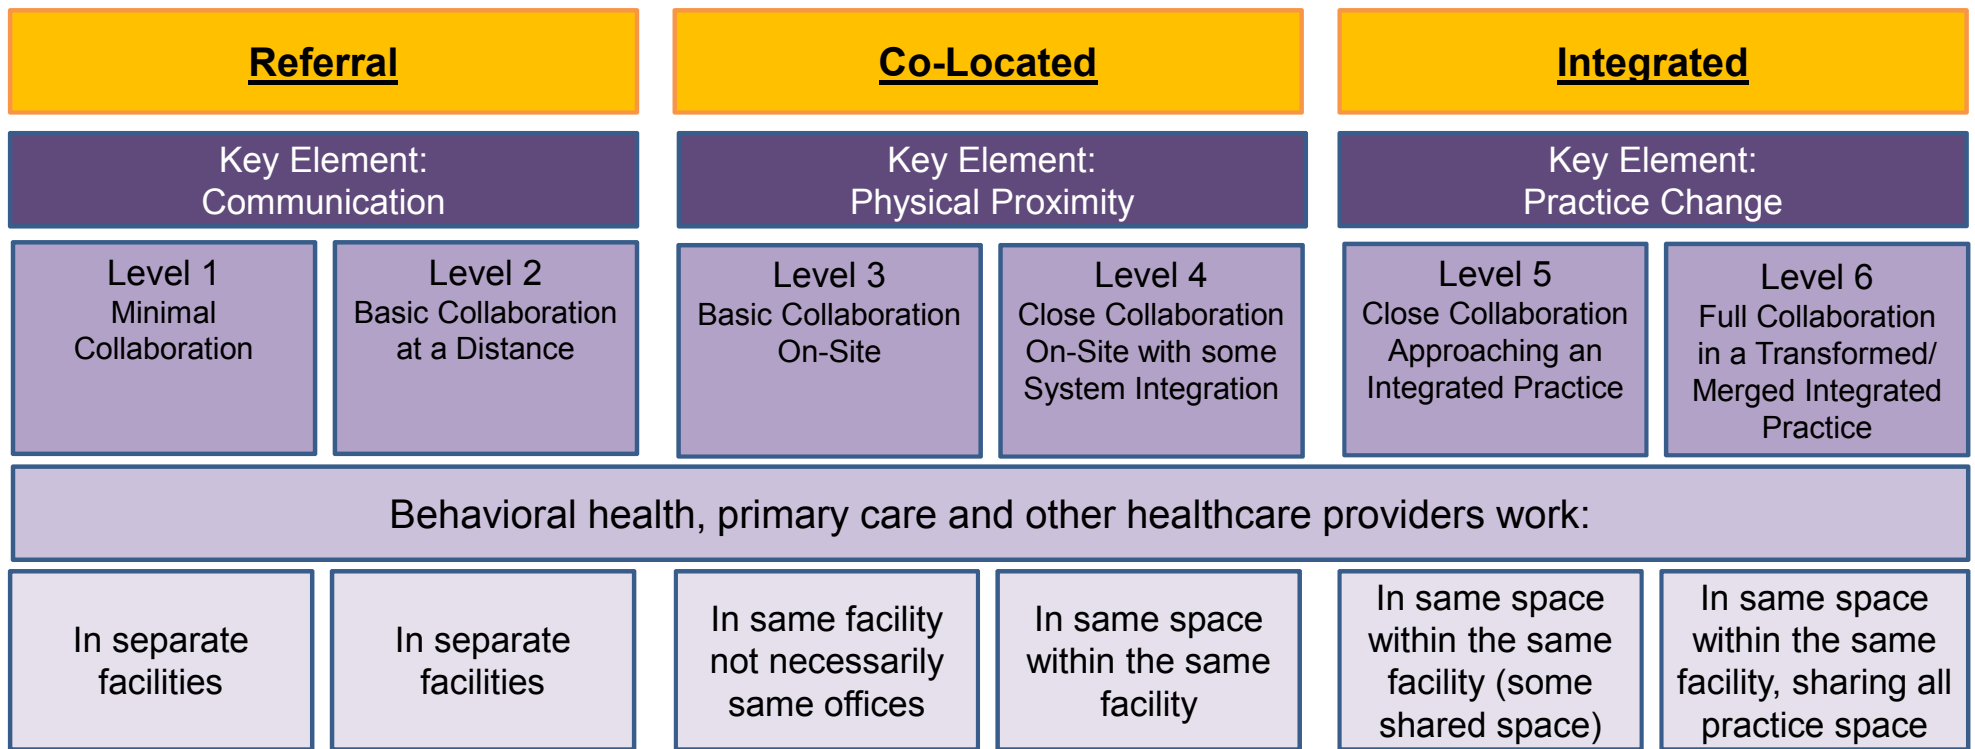 Referral
Co-Located
Integrated
Key Element:
Communication
Key Element:
Physical Proximity
Key Element:
Practice Change
Level 1
Minimal
Collaboration
Level 2
Basic Collaboration
at a Distance
Level 3
Basic Collaboration
On-Site
Level 4
Close Collaboration
On-Site with some
System Integration
Level 5
Close Collaboration
Approaching an
Integrated Practice
Level 6
Full Collaboration
in a Transformed/
Merged Integrated
Practice
Behavioral health, primary care and other healthcare providers work:
In separate
facilities
In separate
facilities
In same facility
not necessarily
same offices
In same space
within the same
facility
In same space
within the same
facility (some
shared space)
In same space
within the same
facility, sharing all
practice space